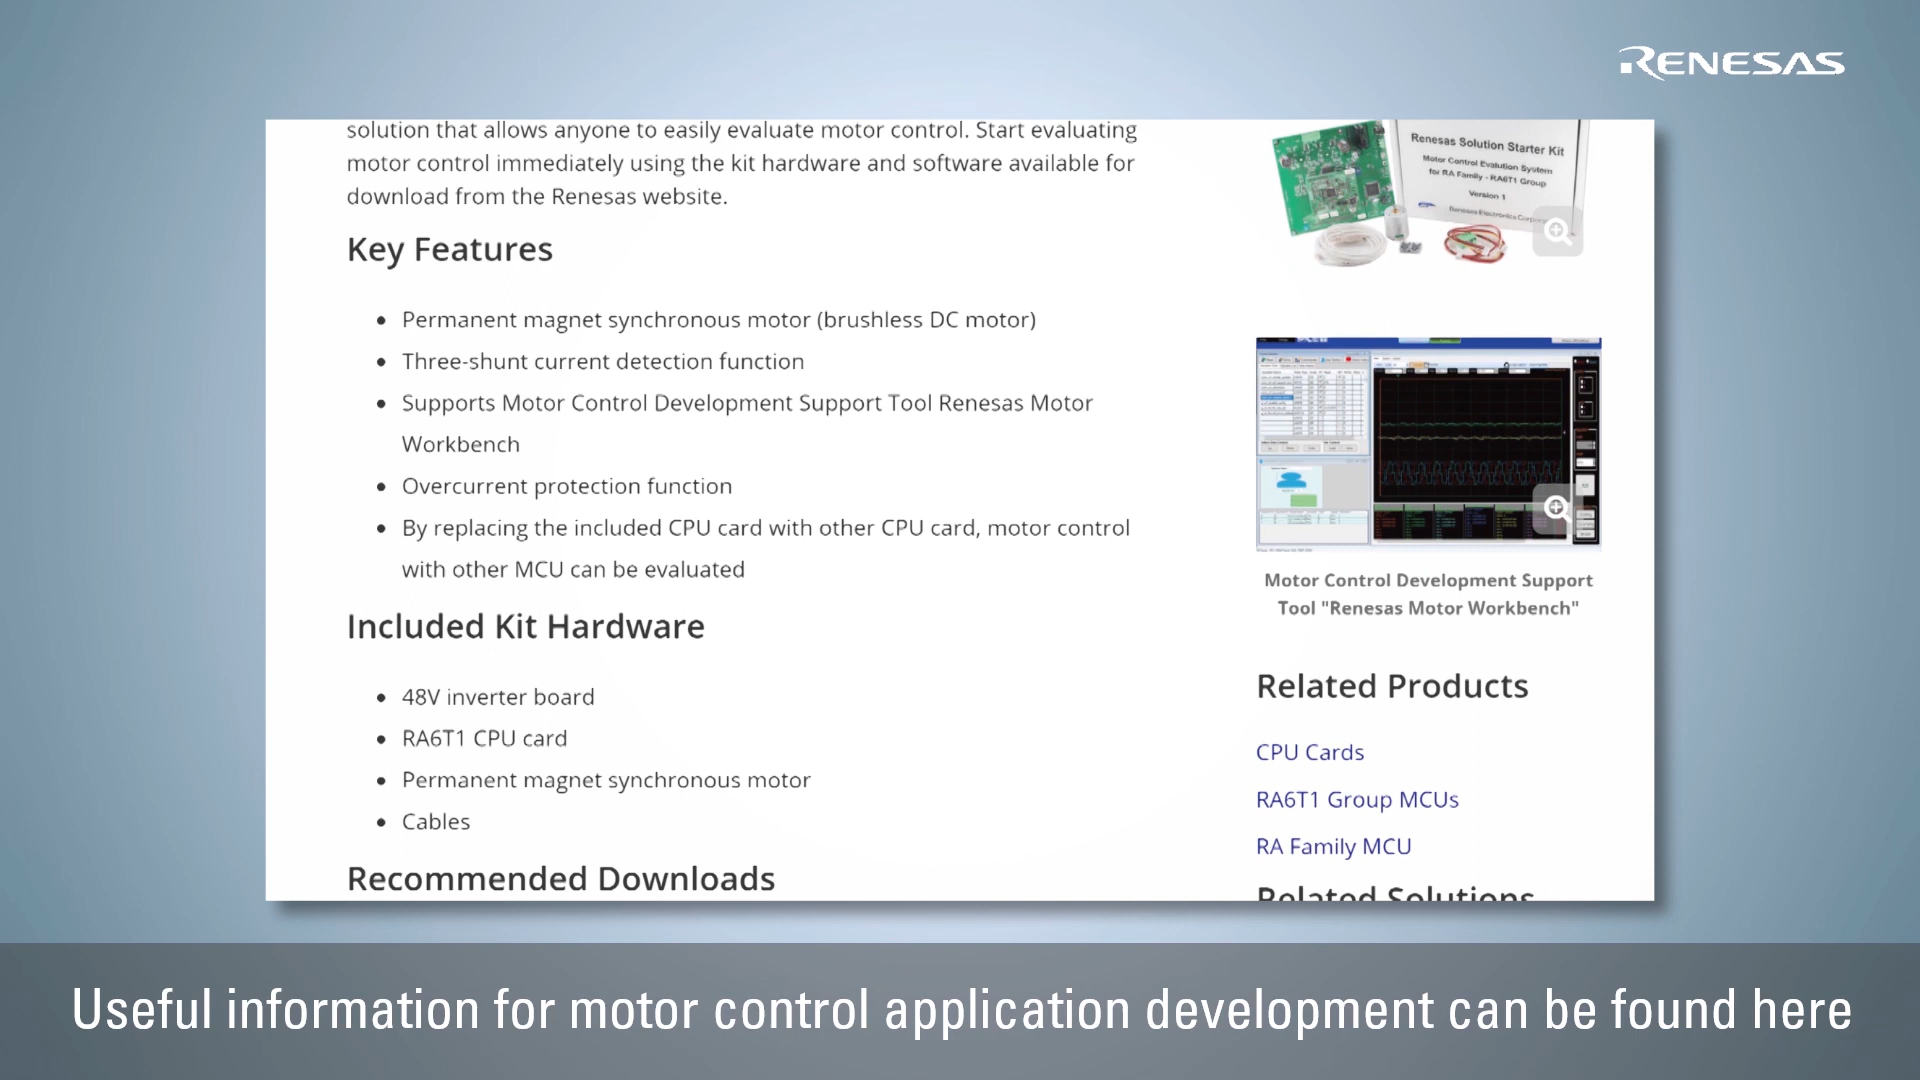 RENESAS
solution that allows anyone to easily evaluate motor control. Start evaluating
motor control immediately using the kit hardware and software available for
download from the Renesas website.
Key Features
Permanent magnet synchronous motor (brushless DC motor)
Three-shunt current detection function
Supports Motor Control Development Support Tool Renesas Motor
Workbench
Overcurrent protection function
By replacing the included CPU card with other CPU card, motor control
with other MCU can be evaluated
Included Kit Hardware
48V inverter board
RA6T1 CPU card
Permanent magnet synchronous motor
Cables
Recommended Downloads
Renesas Solution Starter Kit
Motor Control Evalution System
for RA Family - RA6T1 Group
Version 1
Renesas Electronics
Motor Control Development Support
Tool "Renesas Motor Workbench"
Related Products
CPU Cards
RA6T1 Group MCUs
RA Family MCU
Related Solutions
Useful information for motor control application development can be found here